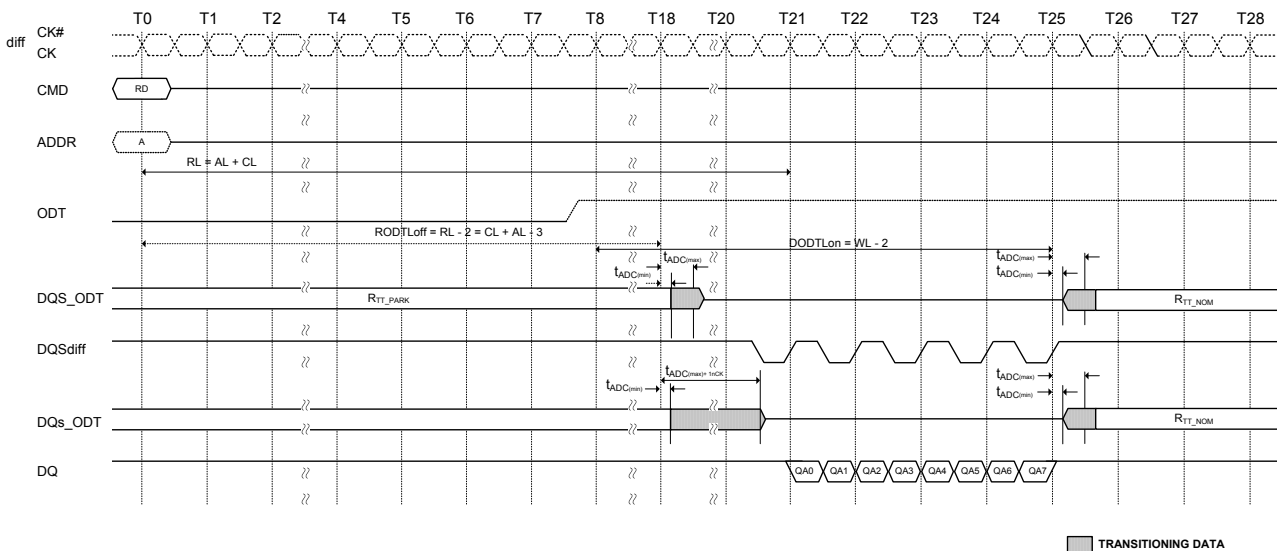 T0 T1 T2 T4 T5 T6 T7 T8 T18 T20 T21 T22 T23 T24 T25 T26 T27 T28
diff CK#
CK
CMD RD
ADDR A
RL = AL + CL
ODT
RODTLoff = RL - 2 = CL + AL - 3 DODTLon = WL - 2
tADC(max) tADC(max)
tADC(min) tADC(min)
DQS_ODT RTT_PARK RTT_NOM
DQSdiff
tADC(min) tADC(max)+ 1nCK tADC(max)
tADC(min)
DQs_ODT RTT_NOM
DQ QA0 QA1 QA2 QA3 QA4 QA5 QA6 QA7
TRANSITIONING DATA